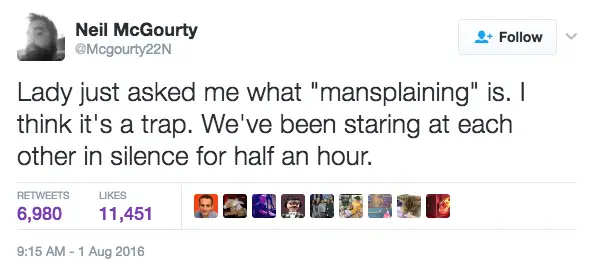 Neil McGourty
@Mcgourty22N
Follow
Lady just asked me what "mansplaining" is. I
think it's a trap. We've been staring at each
other in silence for half an hour.
RETWEETS LIKES
6,980 11,451
9:15 AM - 1 Aug 2016